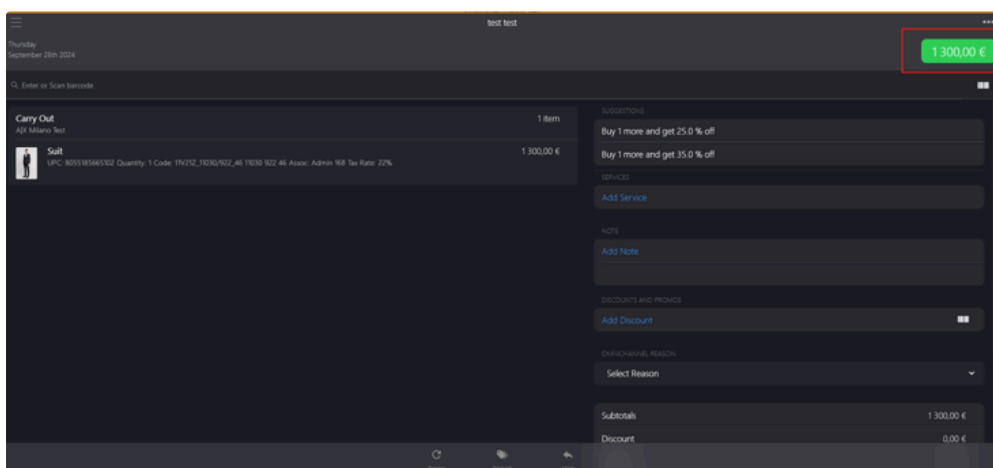 test test
Thursday
September 26th 2024
1 300,00 €
Enter or Scan barcode
Carry Out
1 item
A|X Milano Test
Suit
1 300,00 €
UPC: 8055185665102 Quantity: 1 Code: 11V21Z_11030/922_46 11030 922 46 Assoc: Admin 168 Tax Rate: 22%
SUGGESTIONS
Buy 1 more and get 25.0 % off
Buy 1 more and get 35.0 % off
SERVICES
Add Service
NOTE
Add Note
DISCOUNTS AND PROMOS
Add Discount
OMNICHANNEL REASON
Select Reason
Subtotals
1 300,00 €
Discount
0,00 €